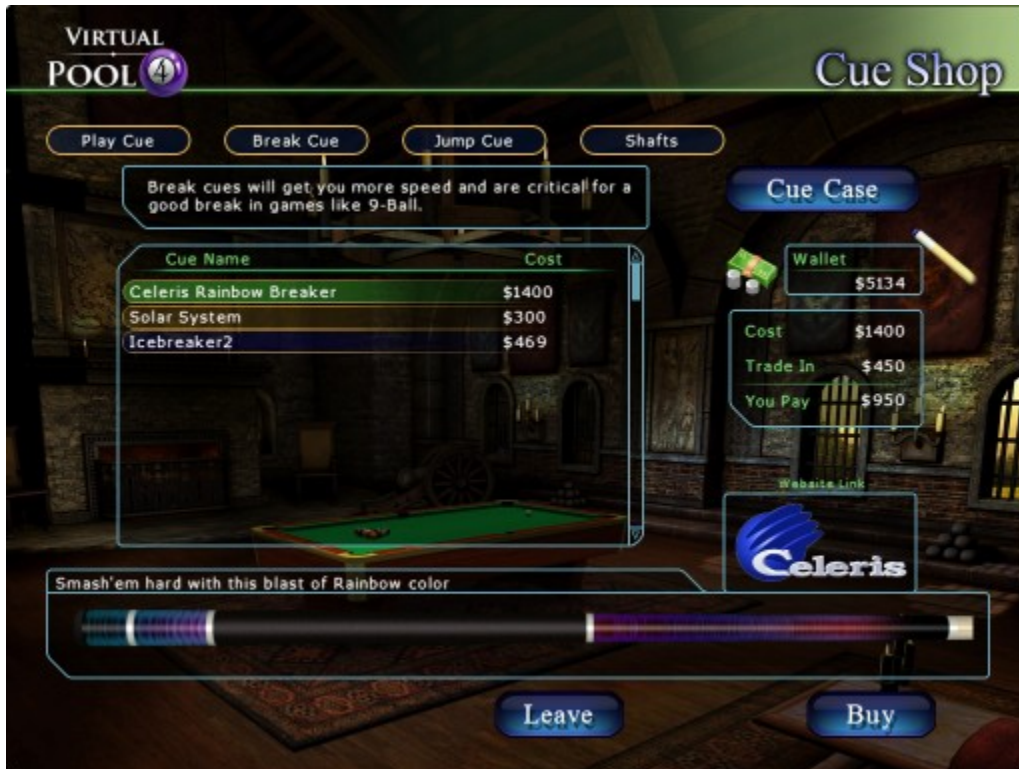 VIRTUAL
POOL 4
Cue Shop
Play Cue
Break Cue
Jump Cue
Shafts
Break cues will get you more speed and are critical for a
good break in games like 9-Ball.
Cue Case
Cue Name Cost
Celeris Rainbow Breaker $1400
Solar System $300
Icebreaker2 $469
Wallet
$5134
Cost $1400
Trade In $450
You Pay $950
Website Link
Celeris
Smash'em hard with this blast of Rainbow color
Leave
Buy